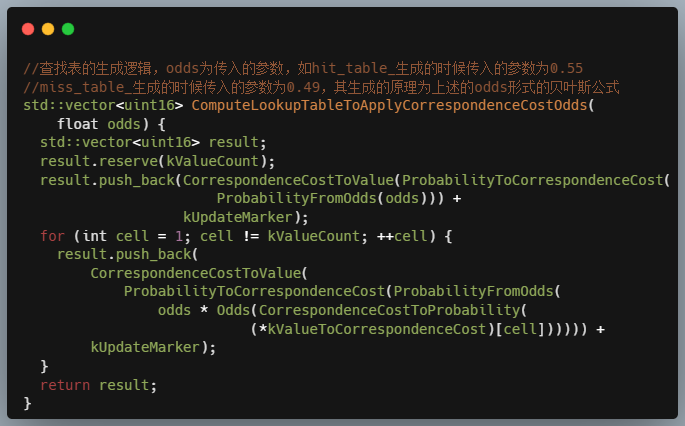 //查找表的生成逻辑，odds为传入的参数，如hit_table_生成的时候传入的参数为0.55
//miss_table_生成的时候传入的参数为0.49，其生成的原理为上述的odds形式的贝叶斯公式
std::vector<uint16> ComputeLookupTableToApplyCorrespondenceCostOdds(
    float odds) {
  std::vector<uint16> result;
  result.reserve(kValueCount);
  result.push_back(CorrespondenceCostToValue(ProbabilityToCorrespondenceCost(
                       ProbabilityFromOdds(odds))) +
                   kUpdateMarker);
  for (int cell = 1; cell != kValueCount; ++cell) {
    result.push_back(
        CorrespondenceCostToValue(
            ProbabilityToCorrespondenceCost(ProbabilityFromOdds(
                odds * Odds(CorrespondenceCostToProbability(
                           (*kValueToCorrespondenceCost)[cell]))))) +
        kUpdateMarker);
  }
  return result;
}